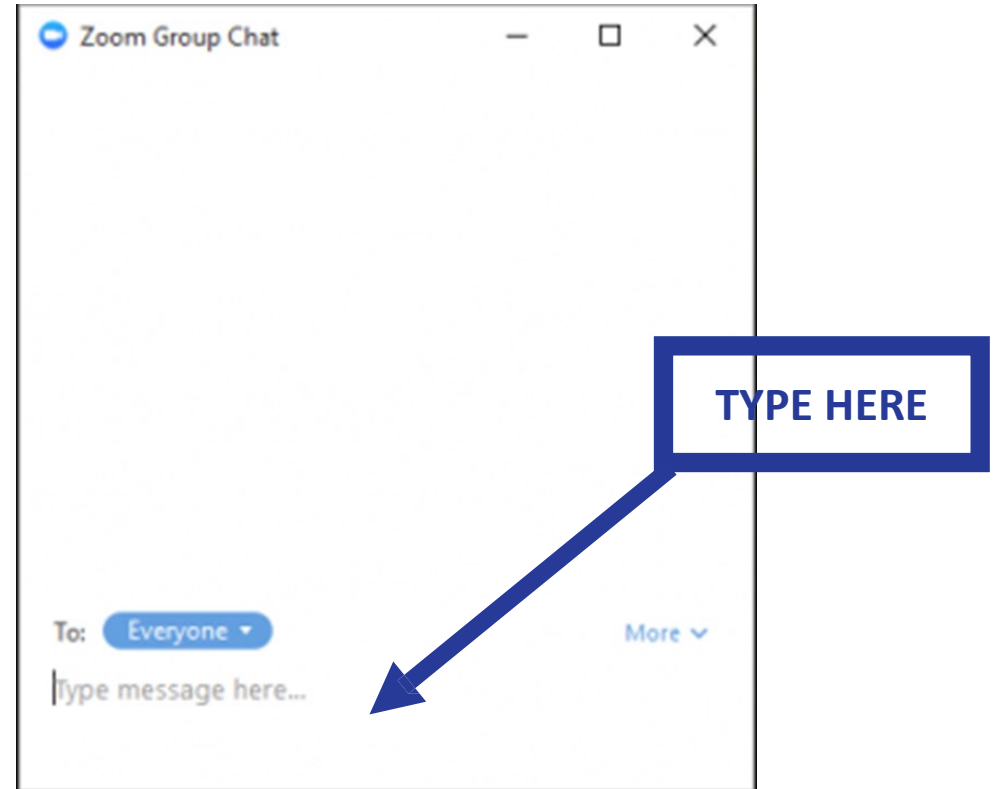 Zoom Group Chat
TYPE HERE
To: Everyone More
Type message here...